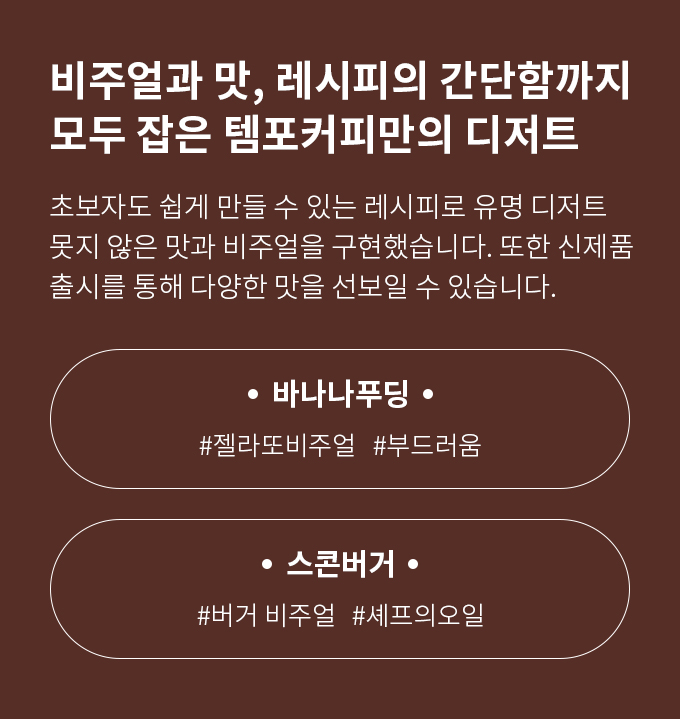 비주얼과 맛, 레시피의 간단함까지
모두 잡은 템포커피만의 디저트
초보자도 쉽게 만들 수 있는 레시피로 유명 디저트
못지 않은 맛과 비주얼을 구현했습니다. 또한 신제품
출시를 통해 다양한 맛을 선보일 수 있습니다.
• 바나나푸딩 •
#젤라또비주얼 #부드러움
• 스콘버거 •
#버거 비주얼 #셰프의오일